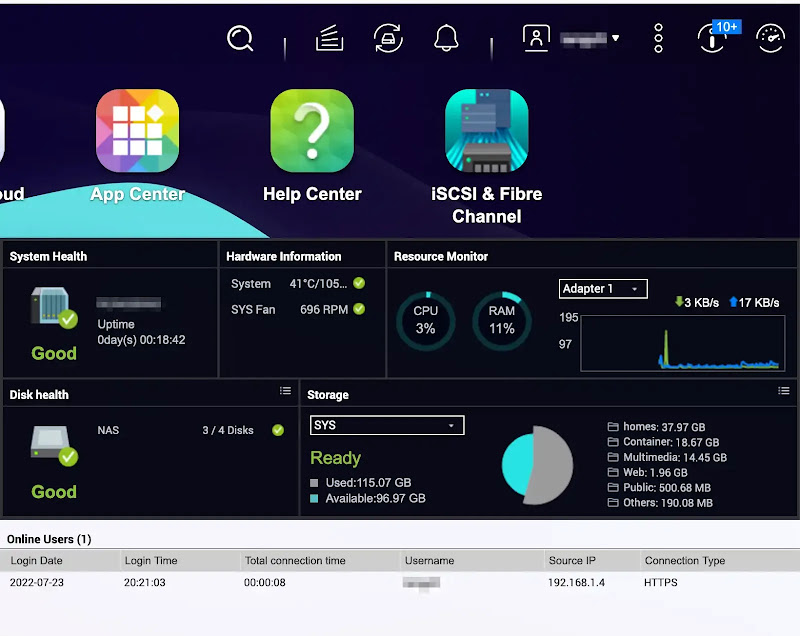 10+
oud
App Center
Help Center
iSCSI & Fibre
Channel
System Health
Uptime
0day(s) 00:18:42
Good
Hardware Information
System 41°C/105...
SYS Fan 696 RPM
Resource Monitor
CPU
3%
RAM
11%
Adapter 1
3 KB/s 17 KB/s
195
97
Disk health
NAS 3 / 4 Disks
Good
Storage
SYS
Ready
Used:115.07 GB
Available:96.97 GB
homes: 37.97 GB
Container: 18.67 GB
Multimedia: 14.45 GB
Web: 1.96 GB
Public: 500.68 MB
Others: 190.08 MB
Online Users (1)
Login Date Login Time Total connection time Username Source IP Connection Type
2022-07-23 20:21:03 00:00:08 192.168.1.4 HTTPS